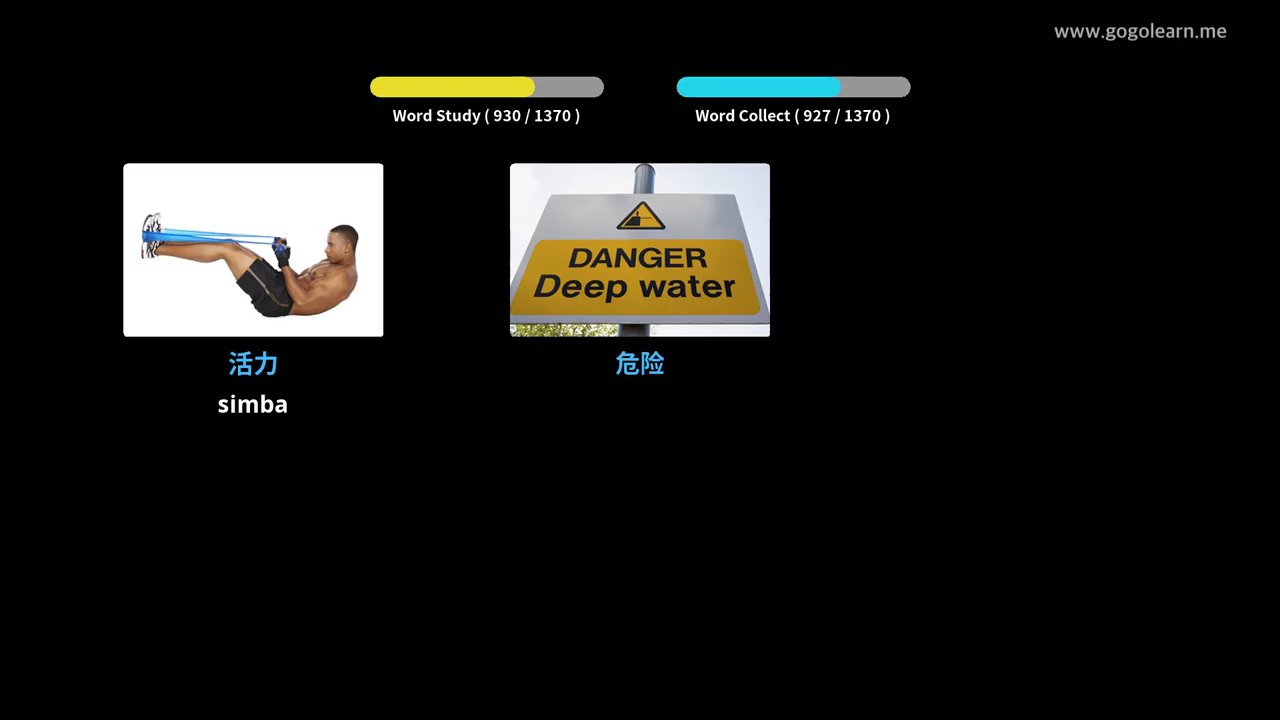 www.gogolearn.me
Word Study ( 930 / 1370 )
Word Collect ( 927 / 1370 )
DANGER
Deep water
活力
危险
simba